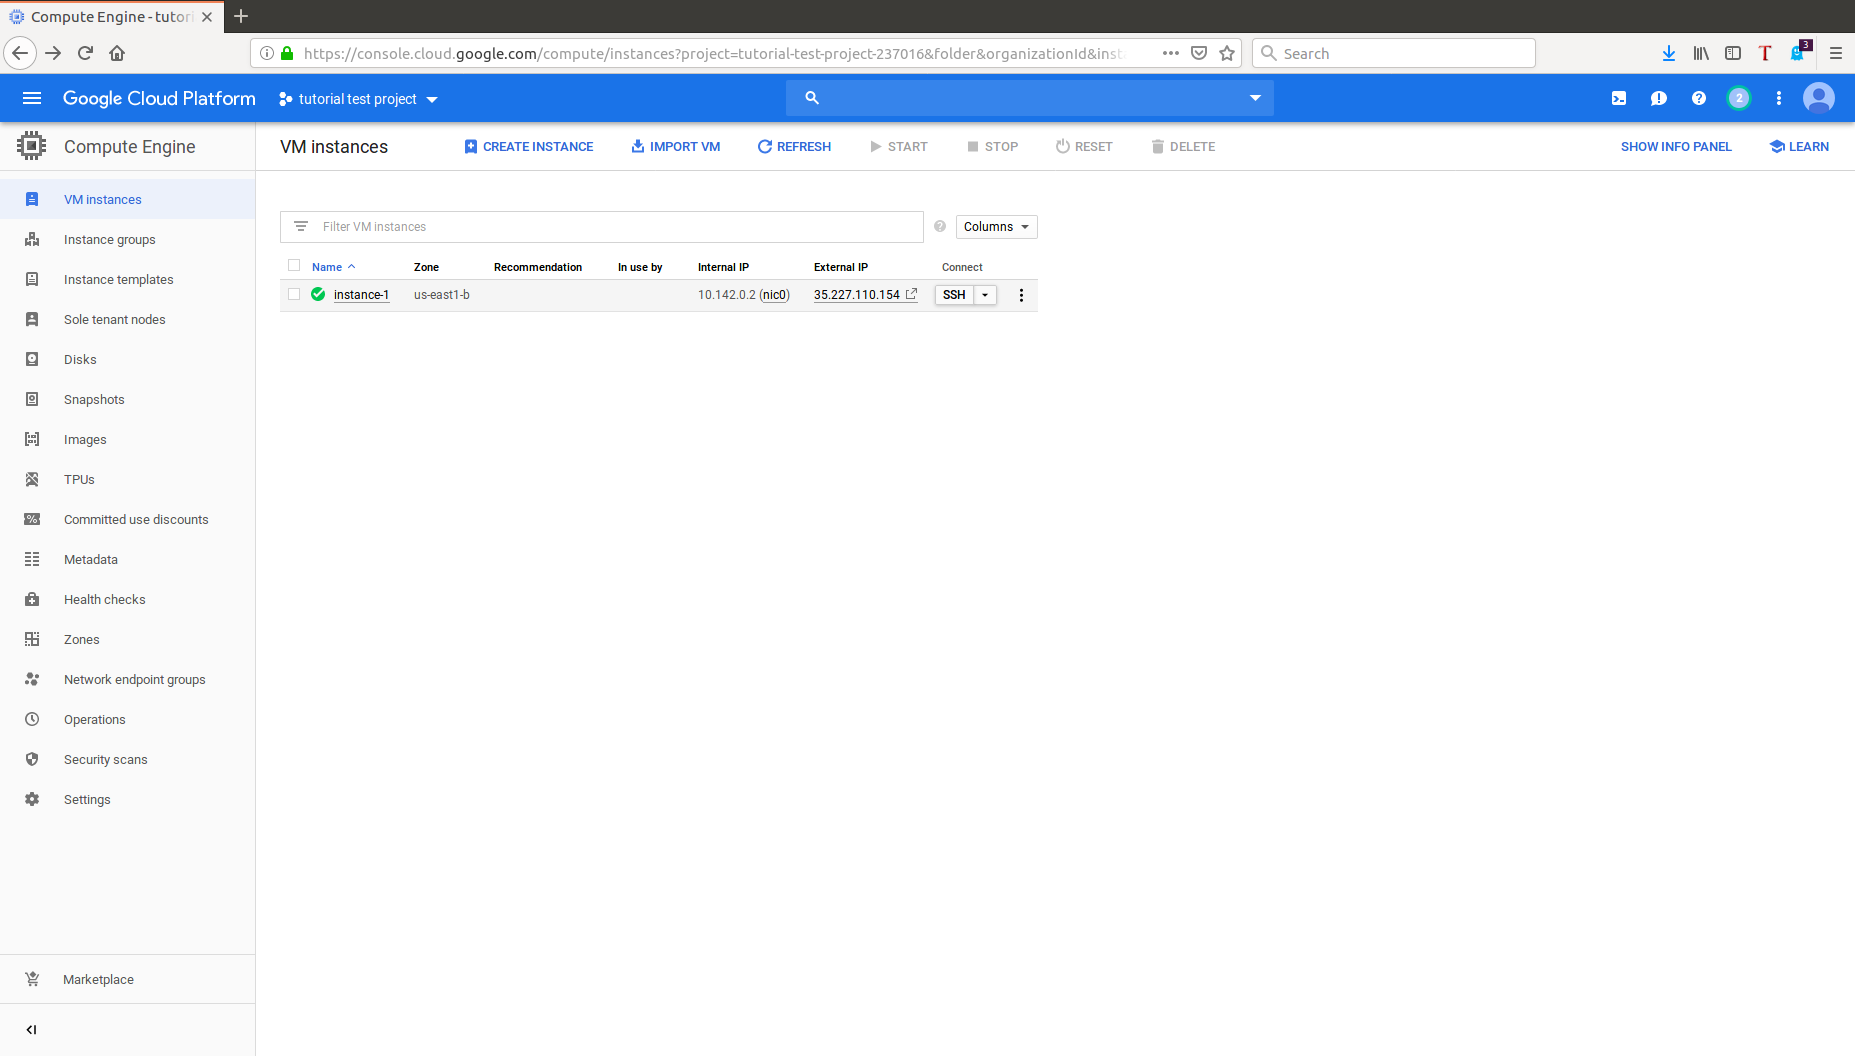 Compute Engine - tutori
https://console.cloud.google.com/compute/instances?project=tutorial-test-project-237016&folder&organizationId&inst
Search
3
Google Cloud Platform
tutorial test project
2
Compute Engine
VM instances
CREATE INSTANCE
IMPORT VM
REFRESH
START
STOP
RESET
DELETE
SHOW INFO PANEL
LEARN
VM instances
Instance groups
Instance templates
Sole tenant nodes
Disks
Snapshots
Images
TPUs
Committed use discounts
Metadata
Health checks
Zones
Network endpoint groups
Operations
Security scans
Settings
Marketplace
Filter VM instances
Columns
Name Zone Recommendation In use by Internal IP External IP Connect
instance-1 us-east1-b 10.142.0.2 (nic0) 35.227.110.154 SSH